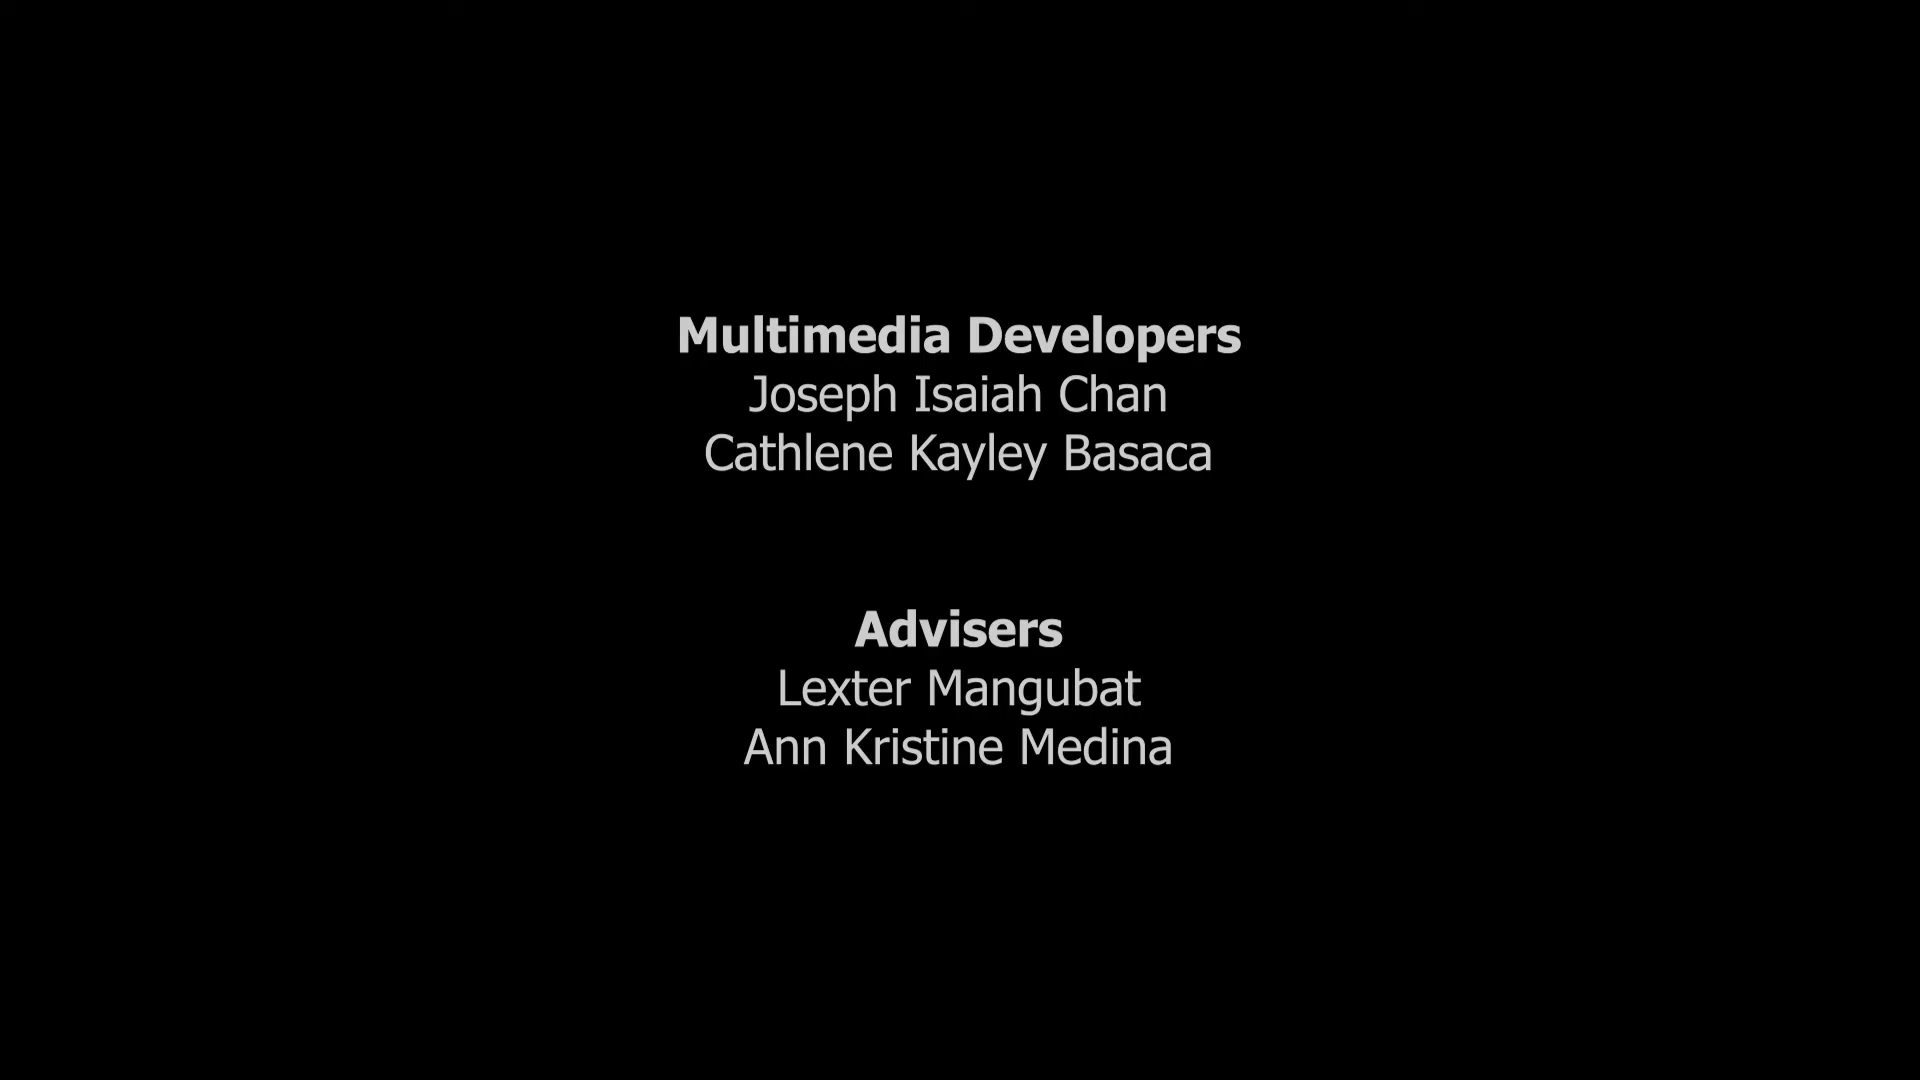 Multimedia Developers
Joseph Isaiah Chan
Cathlene Kayley Basaca
Advisers
Lexter Mangubat
Ann Kristine Medina